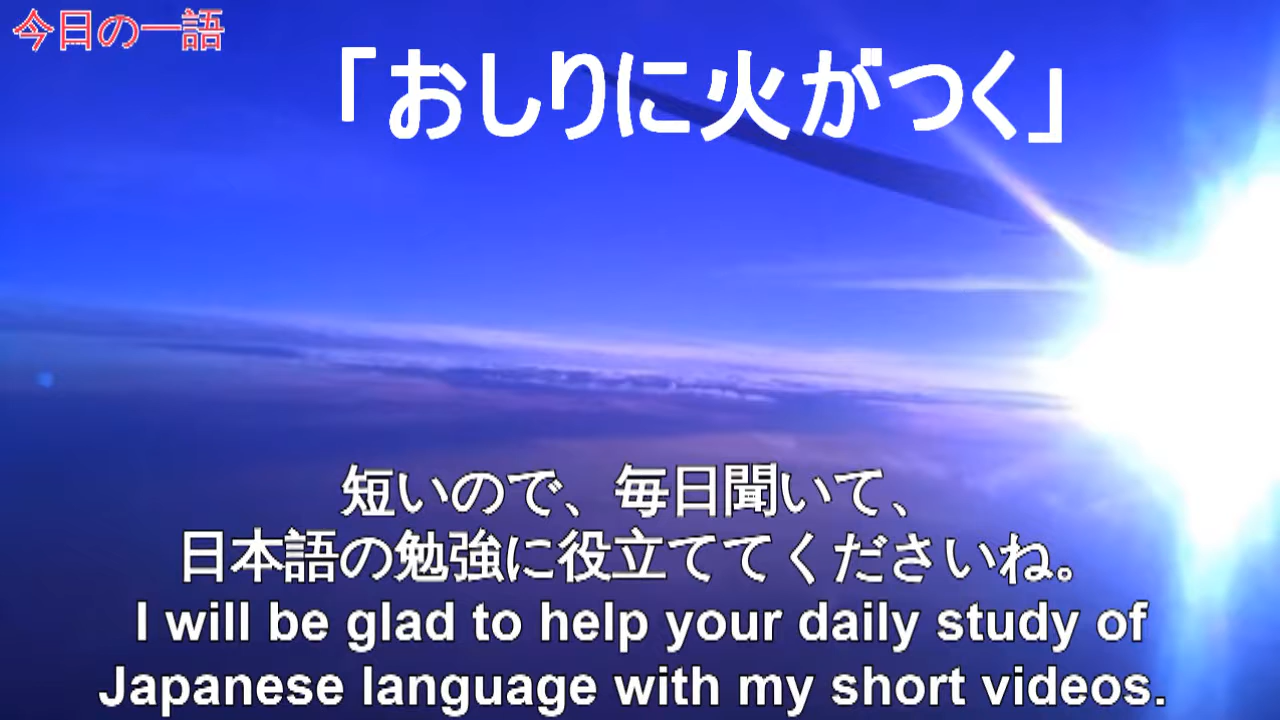 今日の一語
「おしりに火がつく」
短いので、毎日聞いて、
日本語の勉強に役立ててくださいね。
I will be glad to help your daily study of
Japanese language with my short videos.